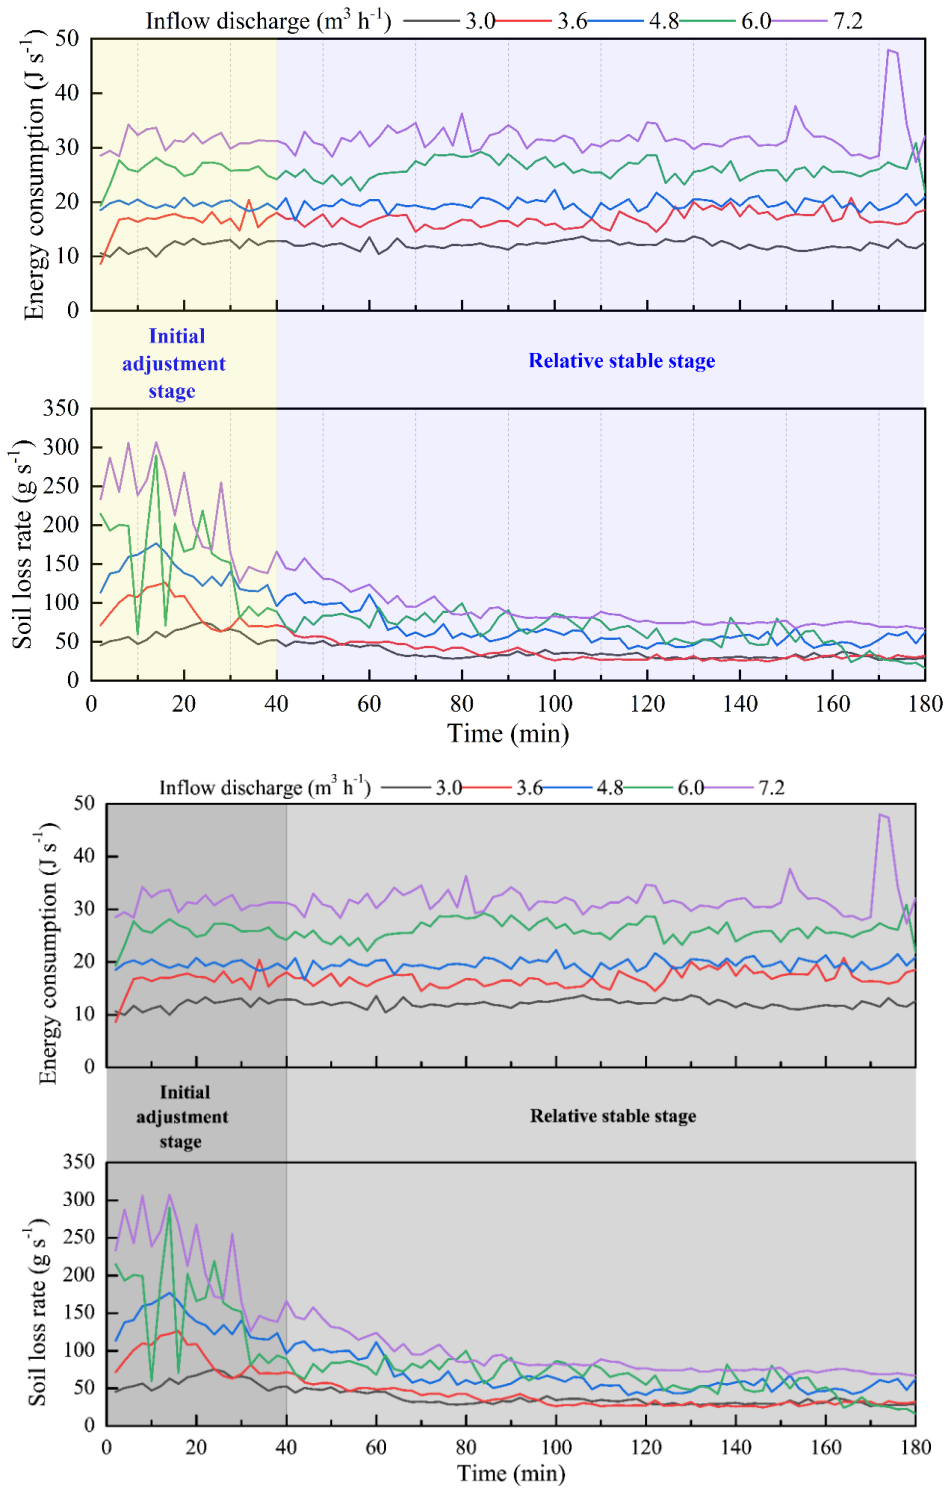 Inflow discharge (m³ h⁻¹) 3.0 3.6 4.8 6.0 7.2
Energy consumption (J s⁻¹)
50
40
30
20
10
0
Initial
adjustment
stage
Relative stable stage
Soil loss rate (g s⁻¹)
350
300
250
200
150
100
50
0
0 20 40 60 80 100 120 140 160 180
Time (min)
Inflow discharge (m³ h⁻¹) 3.0 3.6 4.8 6.0 7.2
Energy consumption (J s⁻¹)
50
40
30
20
10
0
Initial
adjustment
stage
Relative stable stage
Soil loss rate (g s⁻¹)
350
300
250
200
150
100
50
0
0 20 40 60 80 100 120 140 160 180
Time (min)